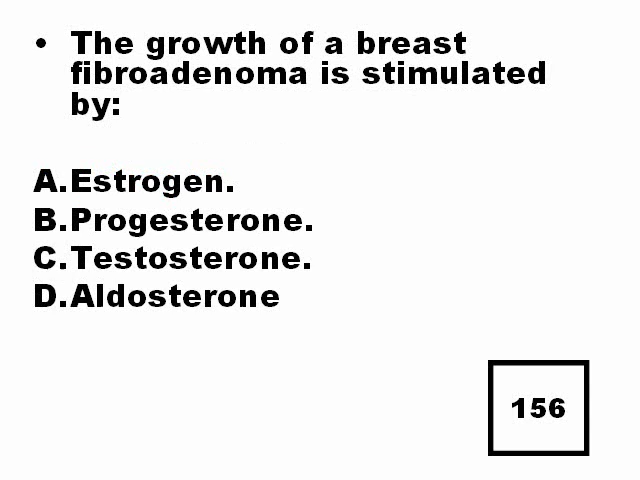 • The growth of a breast
fibroadenoma is stimulated
by:
A.Estrogen.
B.Progesterone.
C.Testosterone.
D.Aldosterone
156